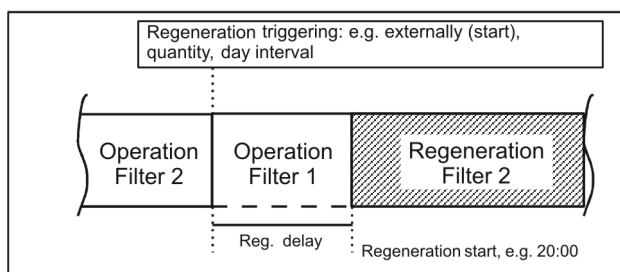 Regeneration triggering: e.g. externally (start),
quantity, day interval
Operation
Filter 2
Operation
Filter 1
Regeneration
Filter 2
Reg. delay
Regeneration start, e.g. 20:00